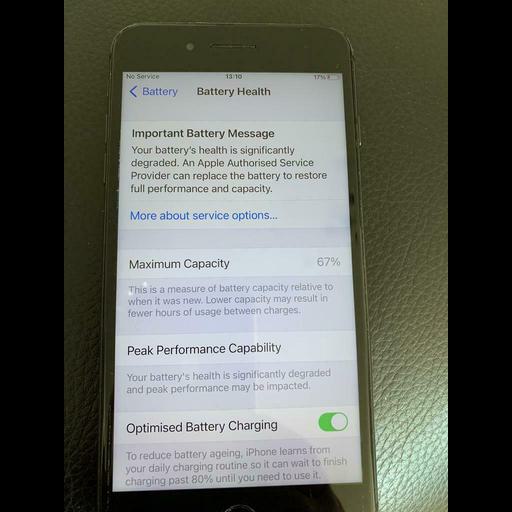 No Service 13:10 17%
Battery Battery Health
Important Battery Message
Your battery's health is significantly
degraded. An Apple Authorised Service
Provider can replace the battery to restore
full performance and capacity.
More about service options...
Maximum Capacity 67%
This is a measure of battery capacity relative to
when it was new. Lower capacity may result in
fewer hours of usage between charges.
Peak Performance Capability
Your battery's health is significantly degraded
and peak performance may be impacted.
Optimised Battery Charging
To reduce battery ageing, iPhone learns from
your daily charging routine so it can wait to finish
charging past 80% until you need to use it.